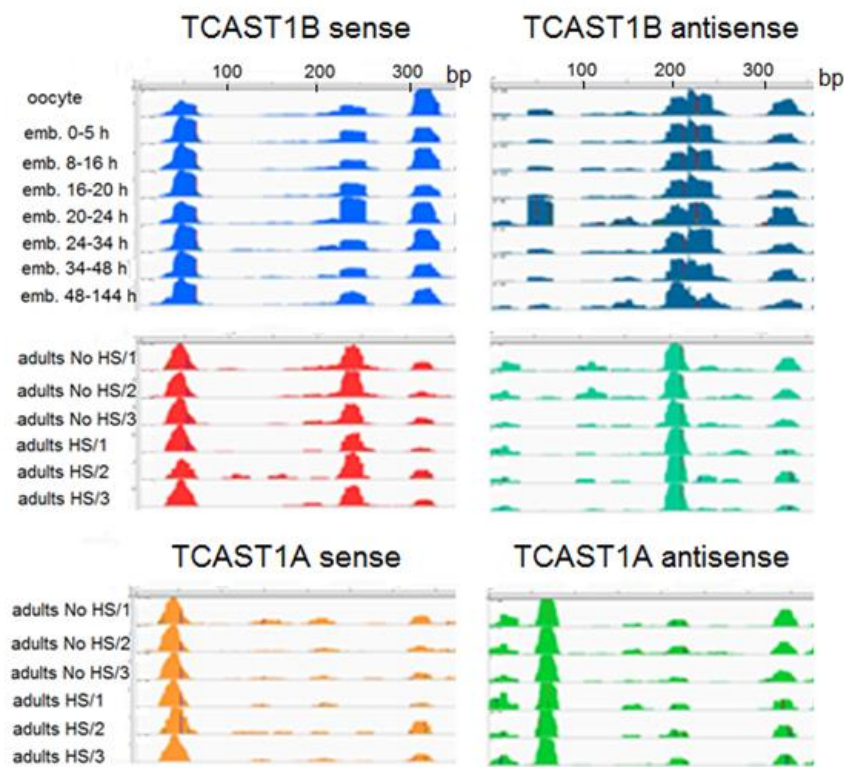 TCAST1B sense
TCAST1B antisense
100 200 300 bp
100 200 300 bp
oocyte
emb. 0-5 h
emb. 8-16 h
emb. 16-20 h
emb. 20-24 h
emb. 24-34 h
emb. 34-48 h
emb. 48-144 h
adults No HS/1
adults No HS/2
adults No HS/3
adults HS/1
adults HS/2
adults HS/3
TCAST1A sense
TCAST1A antisense
adults No HS/1
adults No HS/2
adults No HS/3
adults HS/1
adults HS/2
adults HS/3